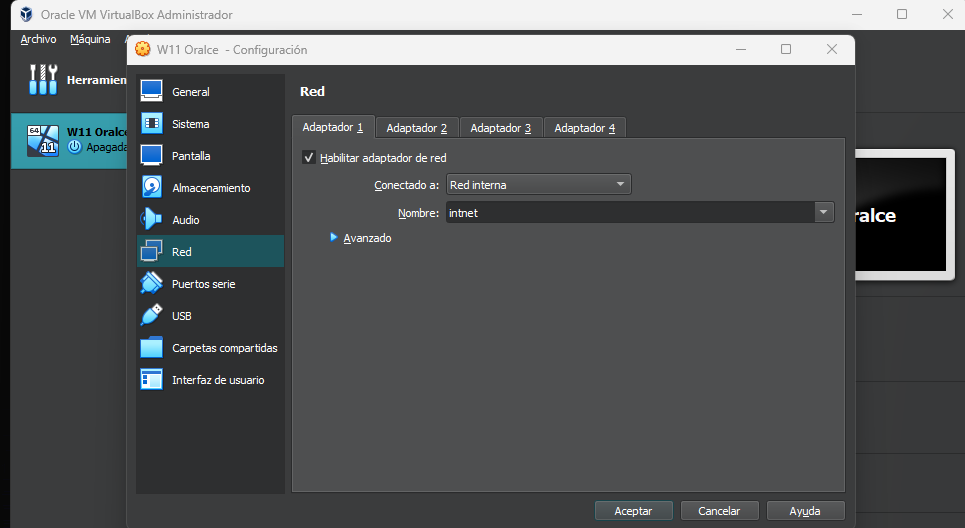 Oracle VM VirtualBox Administrador
Archivo Máquina
W11 Oralce - Configuración
Herramien
64
11
W11 Oralce
Apagada
General
Sistema
Pantalla
Almacenamiento
Audio
Red
Puertos serie
USB
Carpetas compartidas
Interfaz de usuario
Red
Adaptador 1 Adaptador 2 Adaptador 3 Adaptador 4
Habilitar adaptador de red
Conectado a: Red interna
Nombre: intnet
Avanzado
ralce
Aceptar Cancelar Ayuda